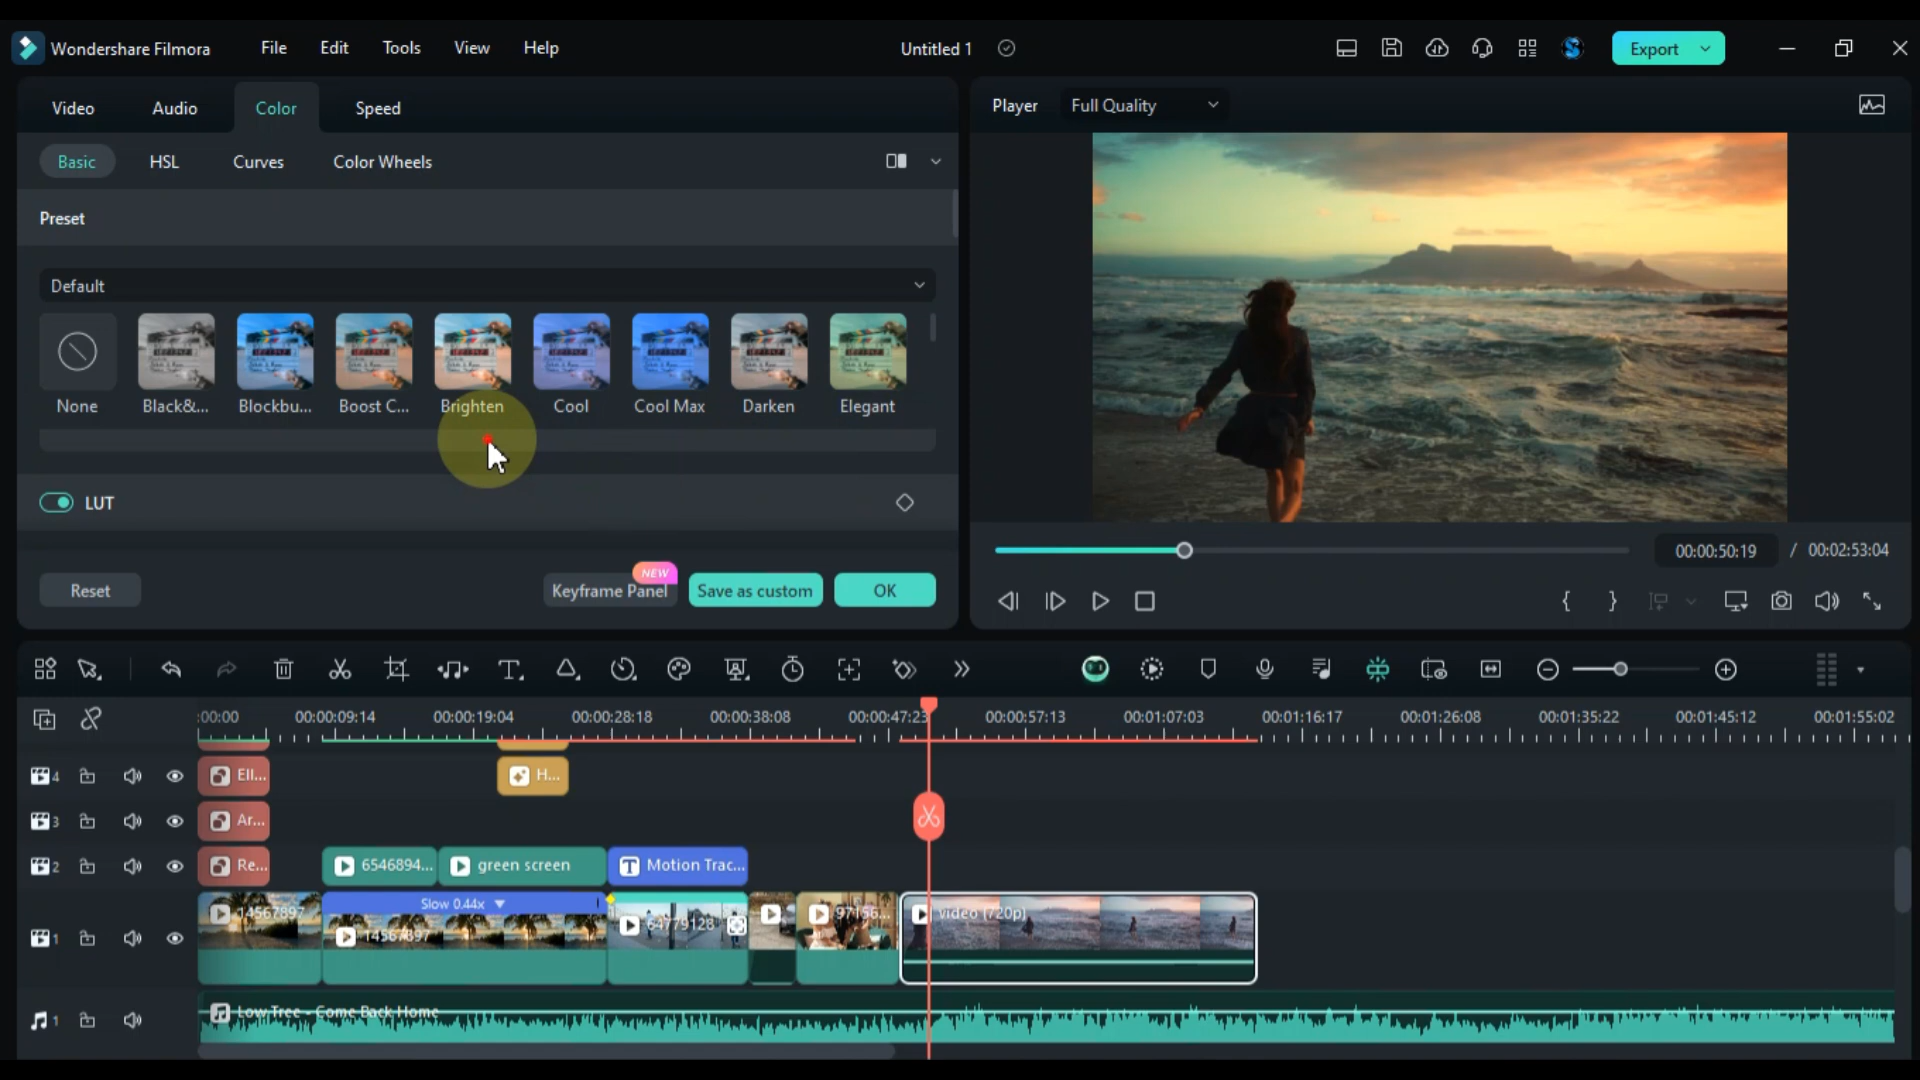 Wondershare Filmora
File
Edit
Tools
View
Help
Untitled 1
Export
Video
Audio
Color
Speed
Player
Full Quality
Basic
HSL
Curves
Color Wheels
Preset
Default
None
Black&...
Blockbu...
Boost C...
Brighten
Cool
Cool Max
Darken
Elegant
LUT
00:00:50:19 / 00:02:53:04
Reset
NEW
Keyframe Panel
Save as custom
OK
:00:00
00:00:09:14
00:00:19:04
00:00:28:18
00:00:38:08
00:00:47:23
00:00:57:13
00:01:07:03
00:01:16:17
00:01:26:08
00:01:35:22
00:01:45:12
00:01:55:02
4
Ell...
H...
3
Ar...
2
Re...
6546894...
green screen
Motion Trac...
Slow 0.44x
14567897
14567897
64779128
97156...
video (720p)
1
1
Low Tree - Come Back Home